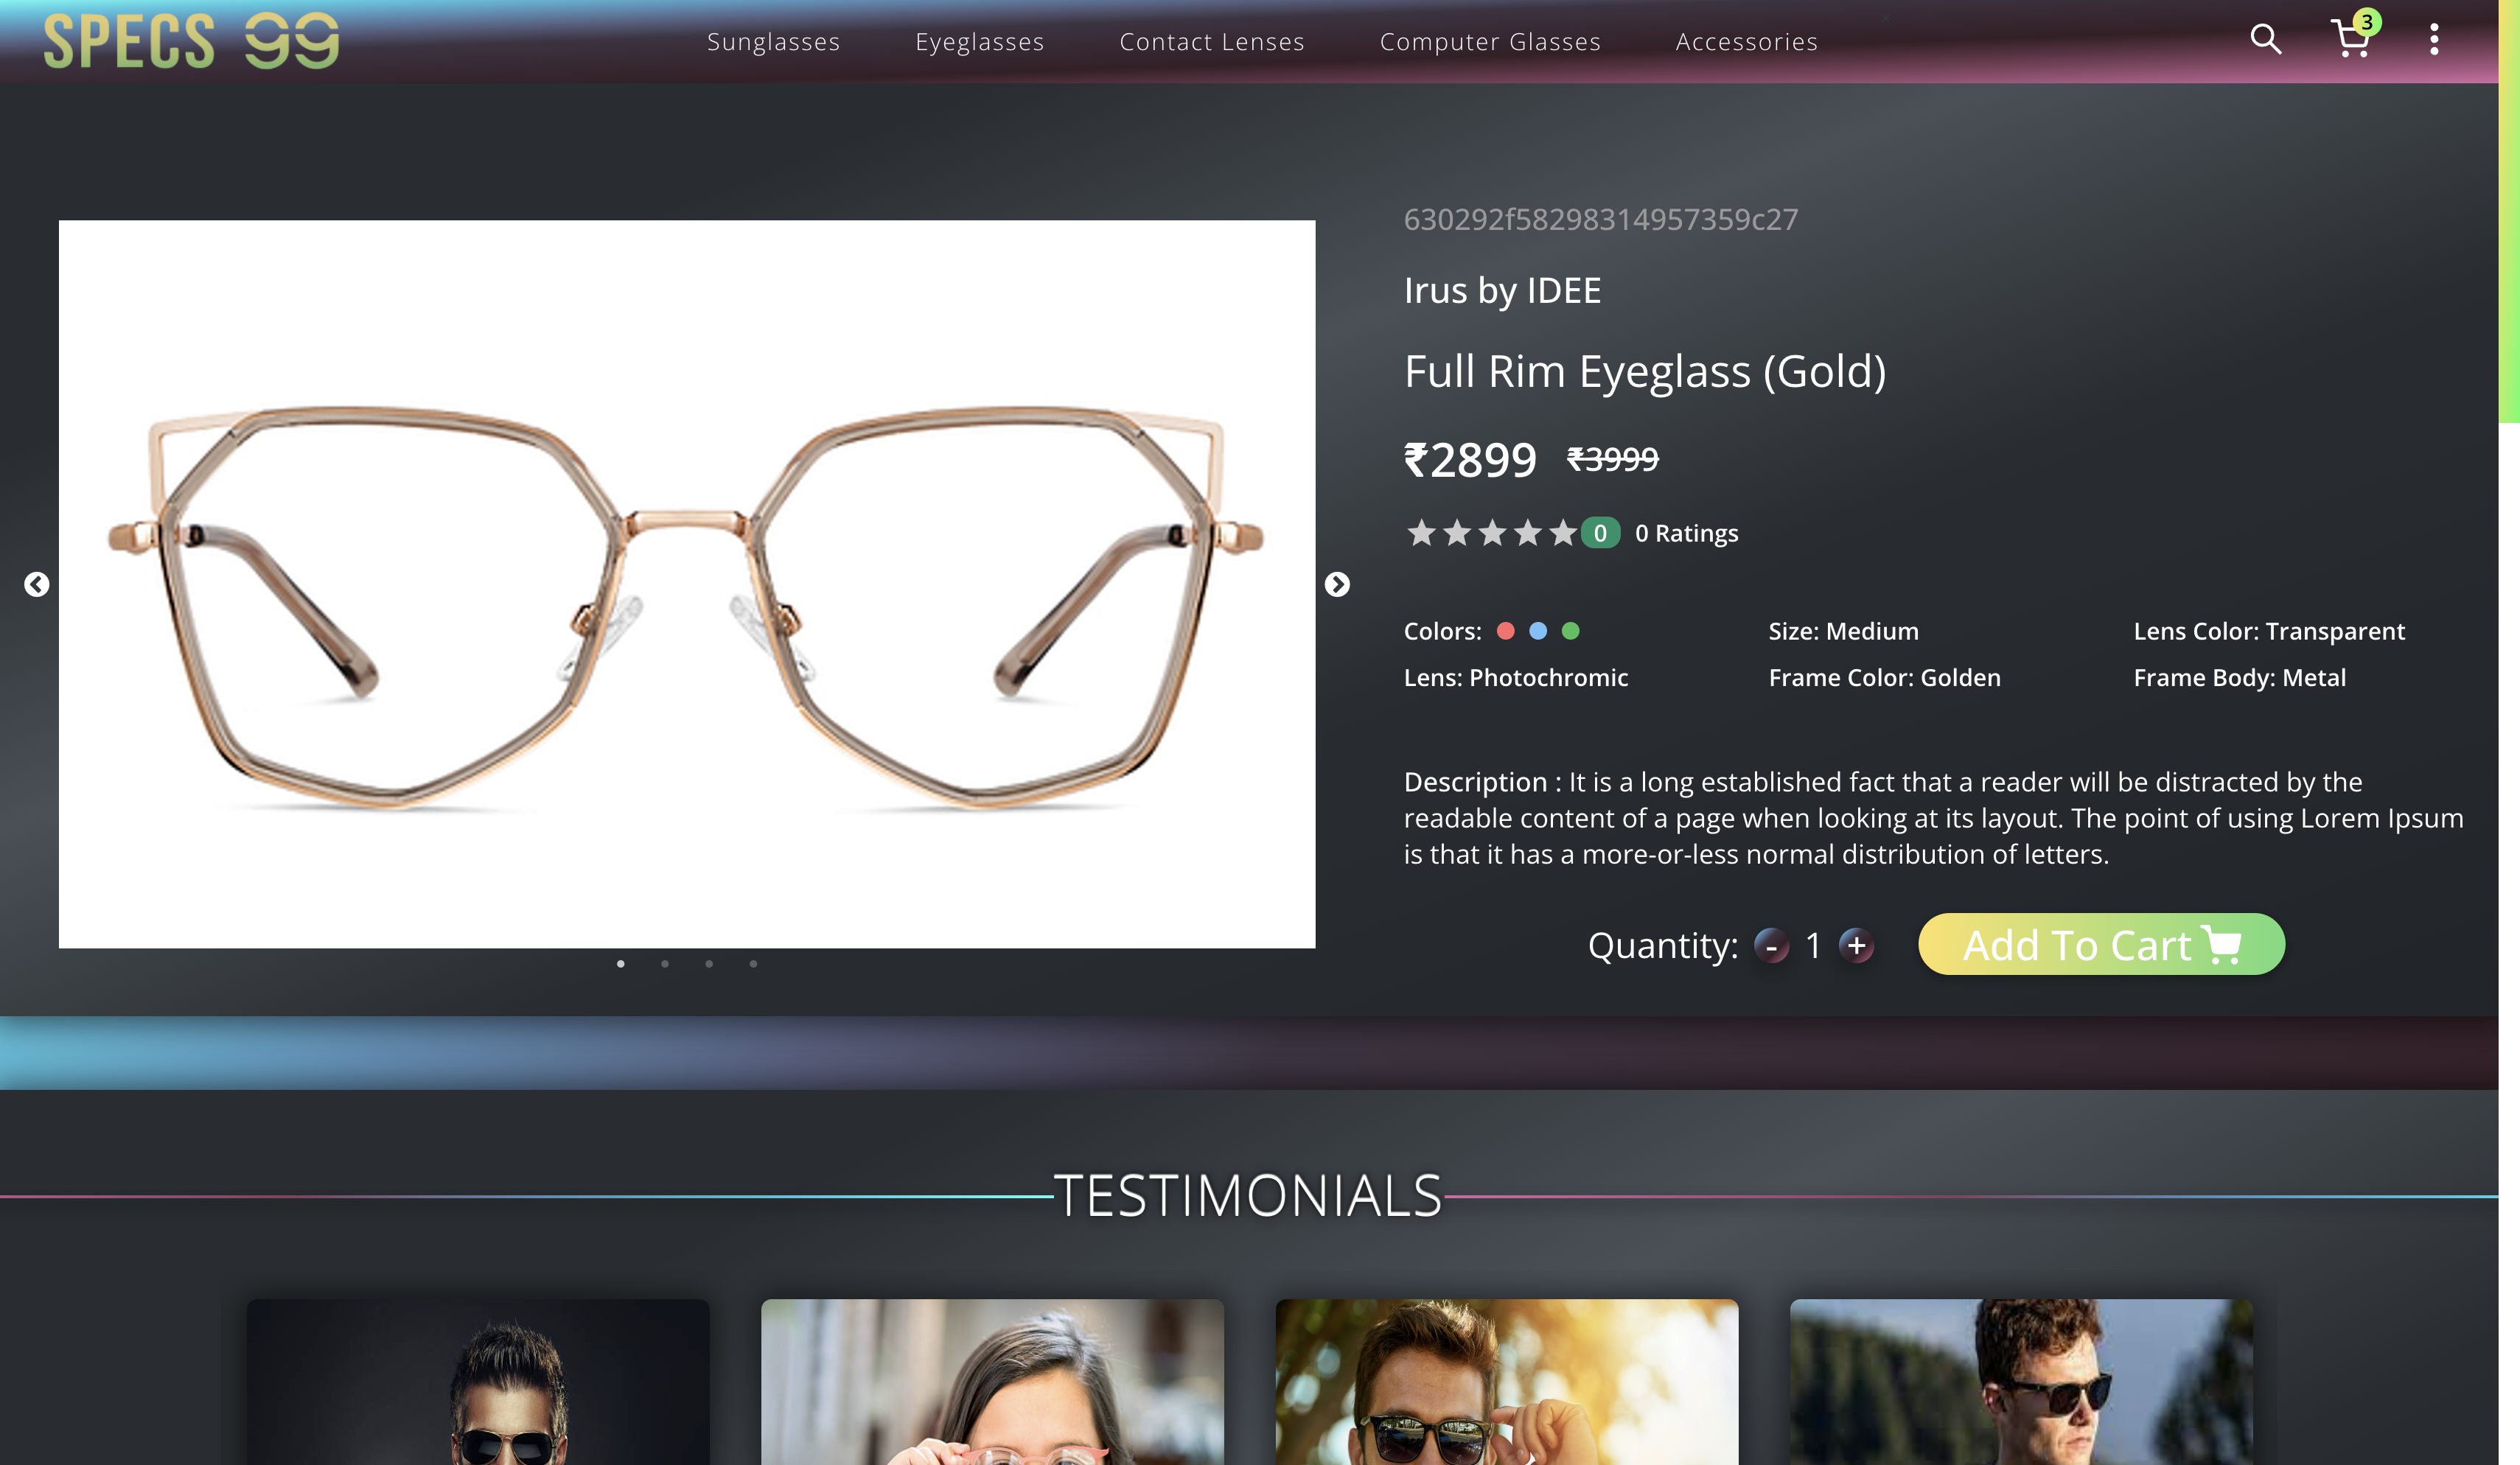 SPECS 99
Sunglasses Eyeglasses Contact Lenses Computer Glasses Accessories
3
630292f58298314957359c27
Irus by IDEE
Full Rim Eyeglass (Gold)
₹2899 ₹3999
0 0 Ratings
Colors: Size: Medium Lens Color: Transparent
Lens: Photochromic Frame Color: Golden Frame Body: Metal
Description : It is a long established fact that a reader will be distracted by the
readable content of a page when looking at its layout. The point of using Lorem Ipsum
is that it has a more-or-less normal distribution of letters.
Quantity: - 1 + Add To Cart
TESTIMONIALS